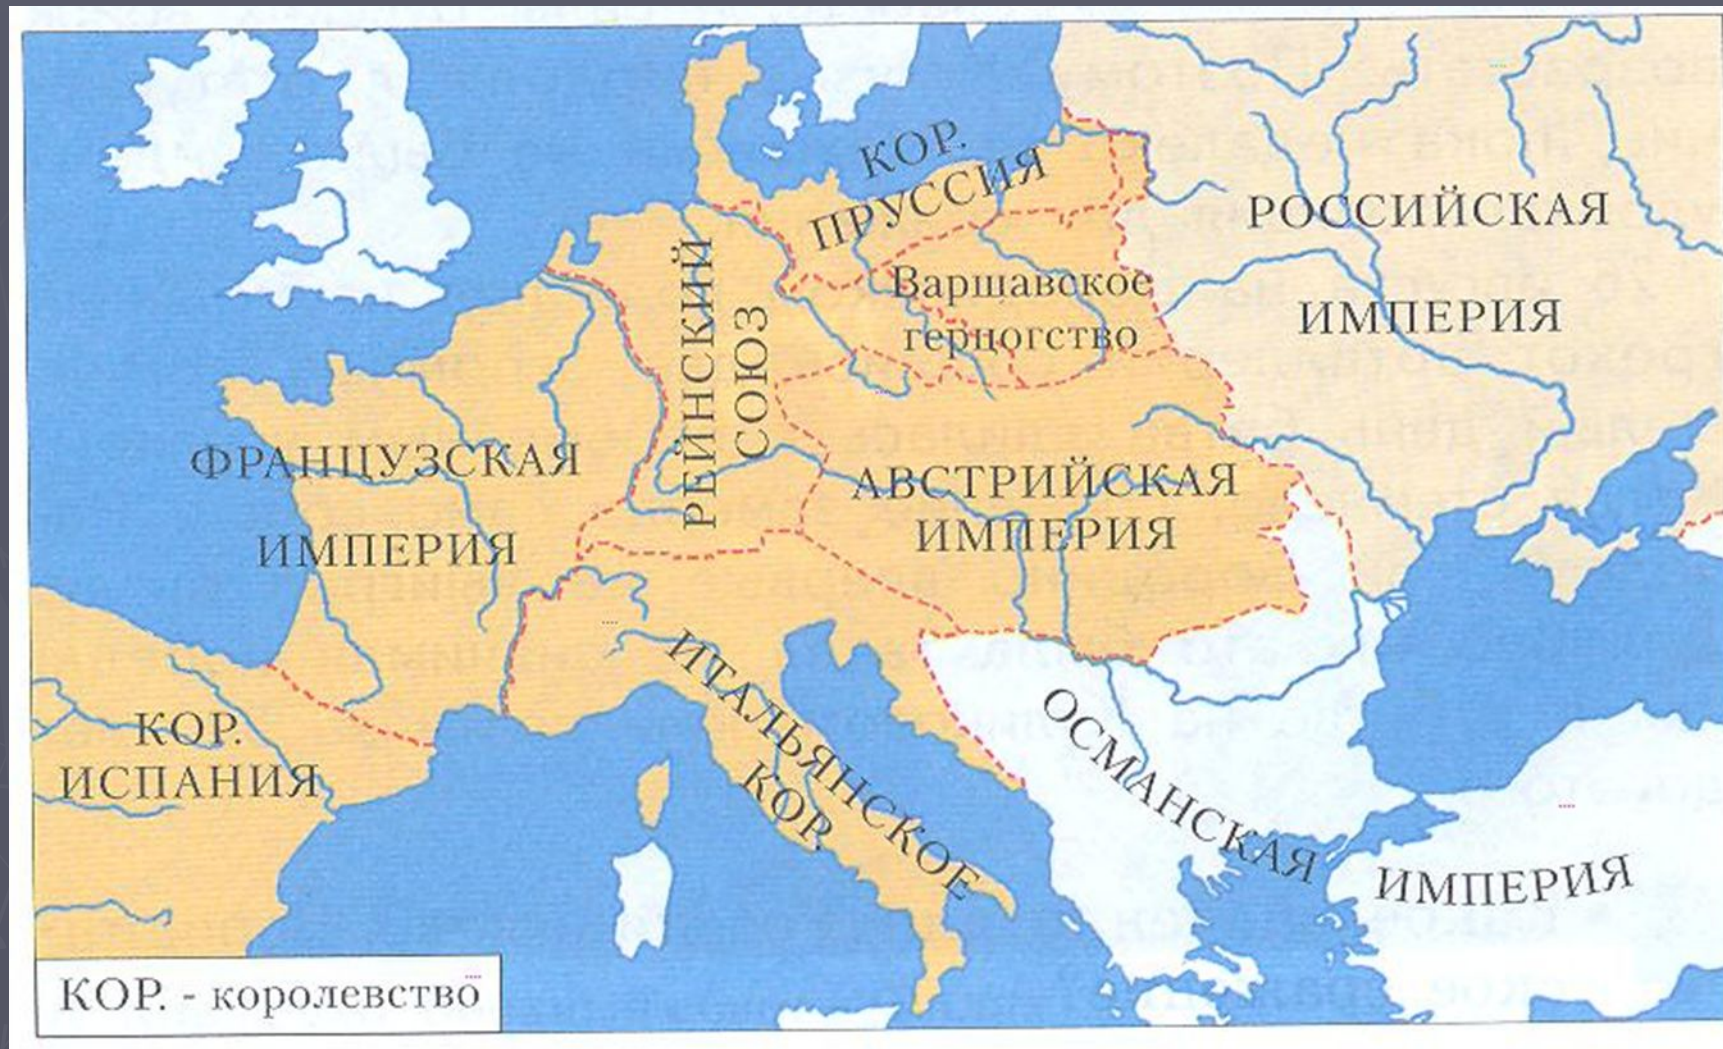 КОР.
ПРУССИЯ
РОССИЙСКАЯ
ИМПЕРИЯ
Варшавское
герцогство
РЕЙНСКИЙ
СОЮЗ
ФРАНЦУЗСКАЯ
ИМПЕРИЯ
АВСТРИЙСКАЯ
ИМПЕРИЯ
КОР.
ИСПАНИЯ
ИТАЛЬЯНСКОЕ
КОР.
ОСМАНСКАЯ
ИМПЕРИЯ
КОР. - королевство